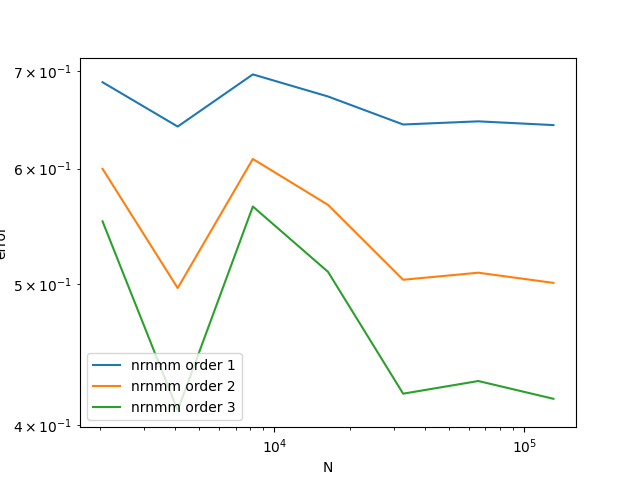 7 × 10⁻¹
6 × 10⁻¹
5 × 10⁻¹
4 × 10⁻¹
error
nrnmm order 1
nrnmm order 2
nrnmm order 3
10⁴
10⁵
N